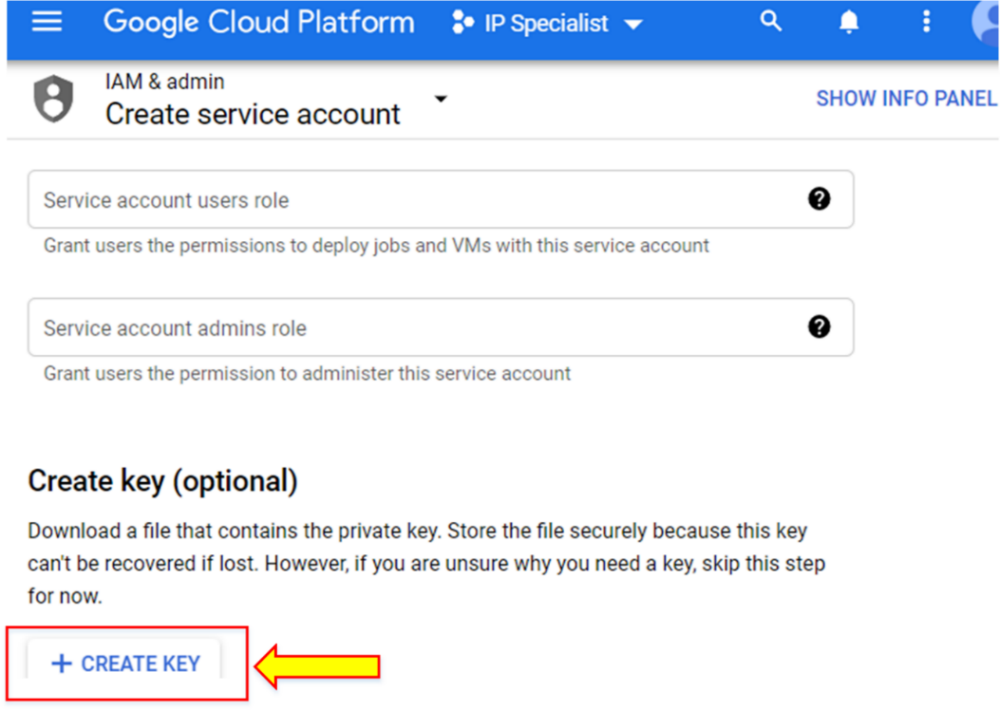 Google Cloud Platform IP Specialist
IAM & admin
Create service account
SHOW INFO PANEL
Service account users role
Grant users the permissions to deploy jobs and VMs with this service account
Service account admins role
Grant users the permission to administer this service account
Create key (optional)
Download a file that contains the private key. Store the file securely because this key
can't be recovered if lost. However, if you are unsure why you need a key, skip this step
for now.
+ CREATE KEY